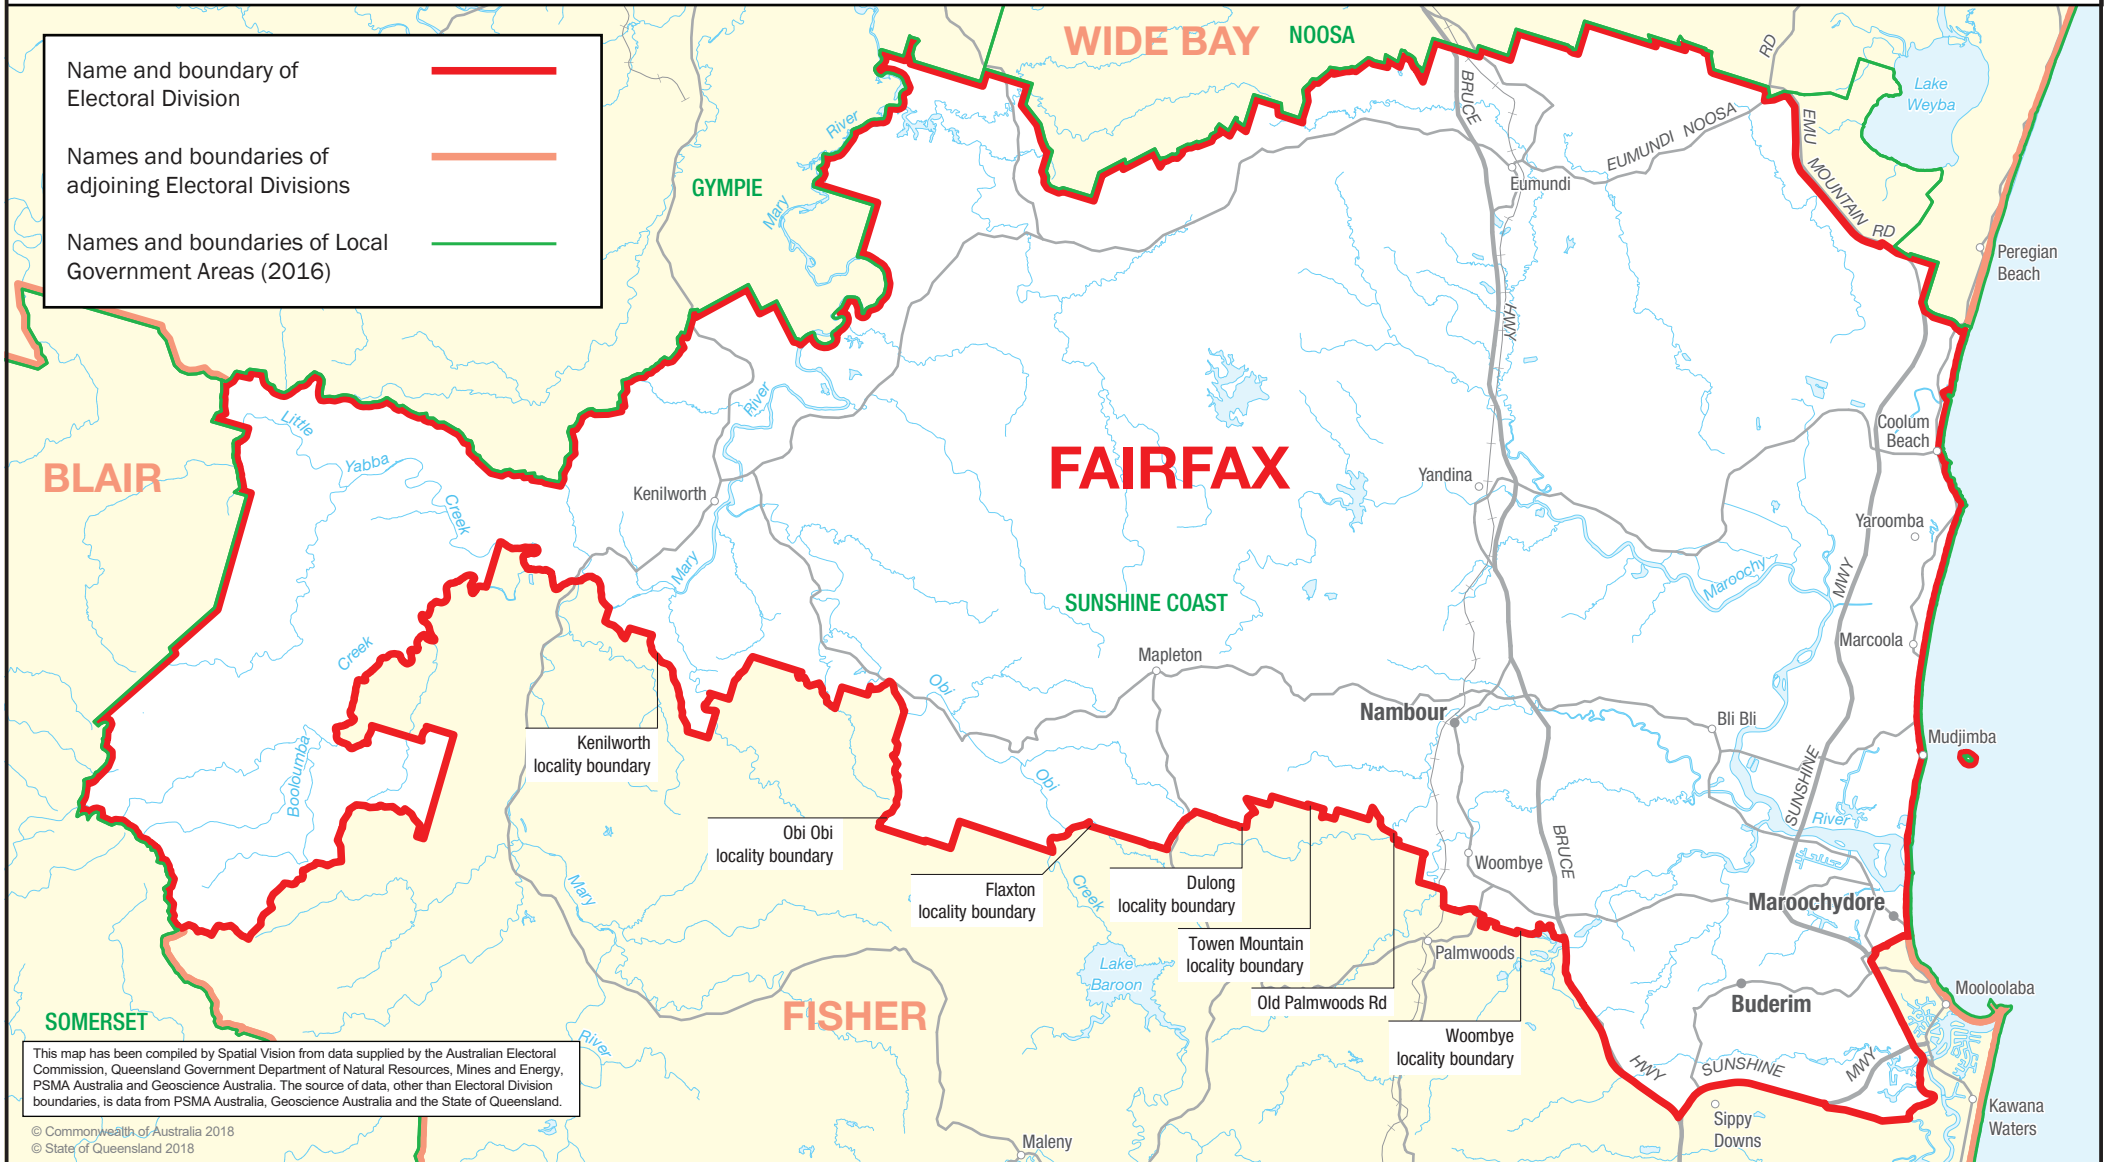 Name and boundary of
Electoral Division
Names and boundaries of
adjoining Electoral Divisions
Names and boundaries of Local
Government Areas (2016)
WIDE BAY
NOOSA
RD
BRUCE
Lake
Weyba
River
EUMUNDI NOOSA
EMU
MOUNTAIN
RD
GYMPIE
Mary
Eumundi
Peregian
Beach
HWY
River
Little
Yabba
Creek
Coolum
Beach
BLAIR
FAIRFAX
Kenilworth
Yandina
Yaroomba
Mary
Maroochy
MWY
SUNSHINE COAST
Creek
Marcoola
Mapleton
Obi
Nambour
Bli Bli
Mudjimba
Kenilworth
locality boundary
Booloumba
Obi
SUNSHINE
River
Obi Obi
locality boundary
BRUCE
Woombye
Flaxton
locality boundary
Creek
Dulong
locality boundary
Mary
Maroochydore
Towen Mountain
locality boundary
Palmwoods
Lake
Baroon
Old Palmwoods Rd
Buderim
Mooloolaba
SOMERSET
FISHER
River
Woombye
locality boundary
HWY
SUNSHINE
MWY
This map has been compiled by Spatial Vision from data supplied by the Australian Electoral
Commission, Queensland Government Department of Natural Resources, Mines and Energy,
PSMA Australia and Geoscience Australia. The source of data, other than Electoral Division
boundaries, is data from PSMA Australia, Geoscience Australia and the State of Queensland.
Sippy
Downs
Kawana
Waters
© Commonwealth of Australia 2018
© State of Queensland 2018
Maleny